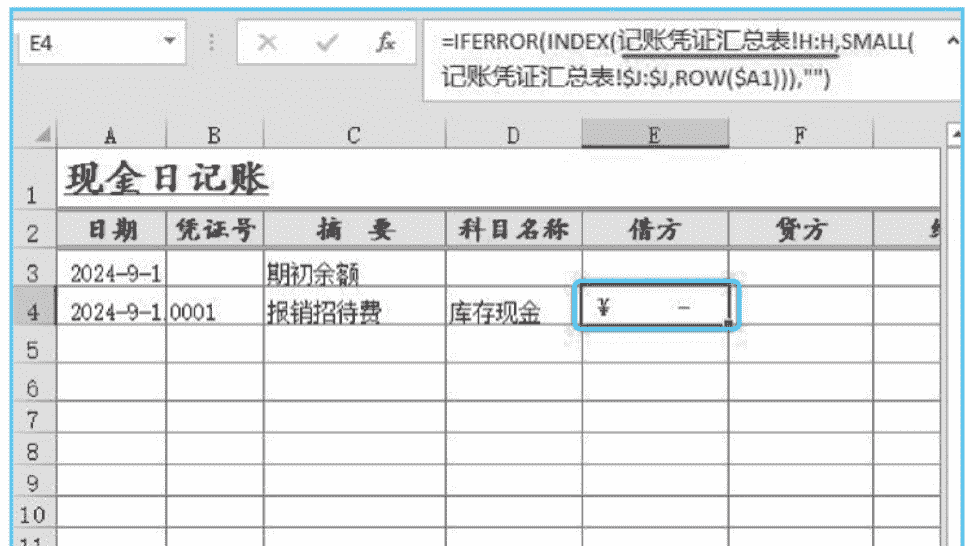 E4
fx
=IFERROR(INDEX(记账凭证汇总表!H:H,SMALL(
记账凭证汇总表!$J:$J,ROW($A1))),"")
A B C D E F
1 现金日记账
2 日期 凭证号 摘 要 科目名称 借方 贷方
3 2024-9-1 期初余额
4 2024-9-1 0001 报销招待费 库存现金 ¥ -
5
6
7
8
9
10
11